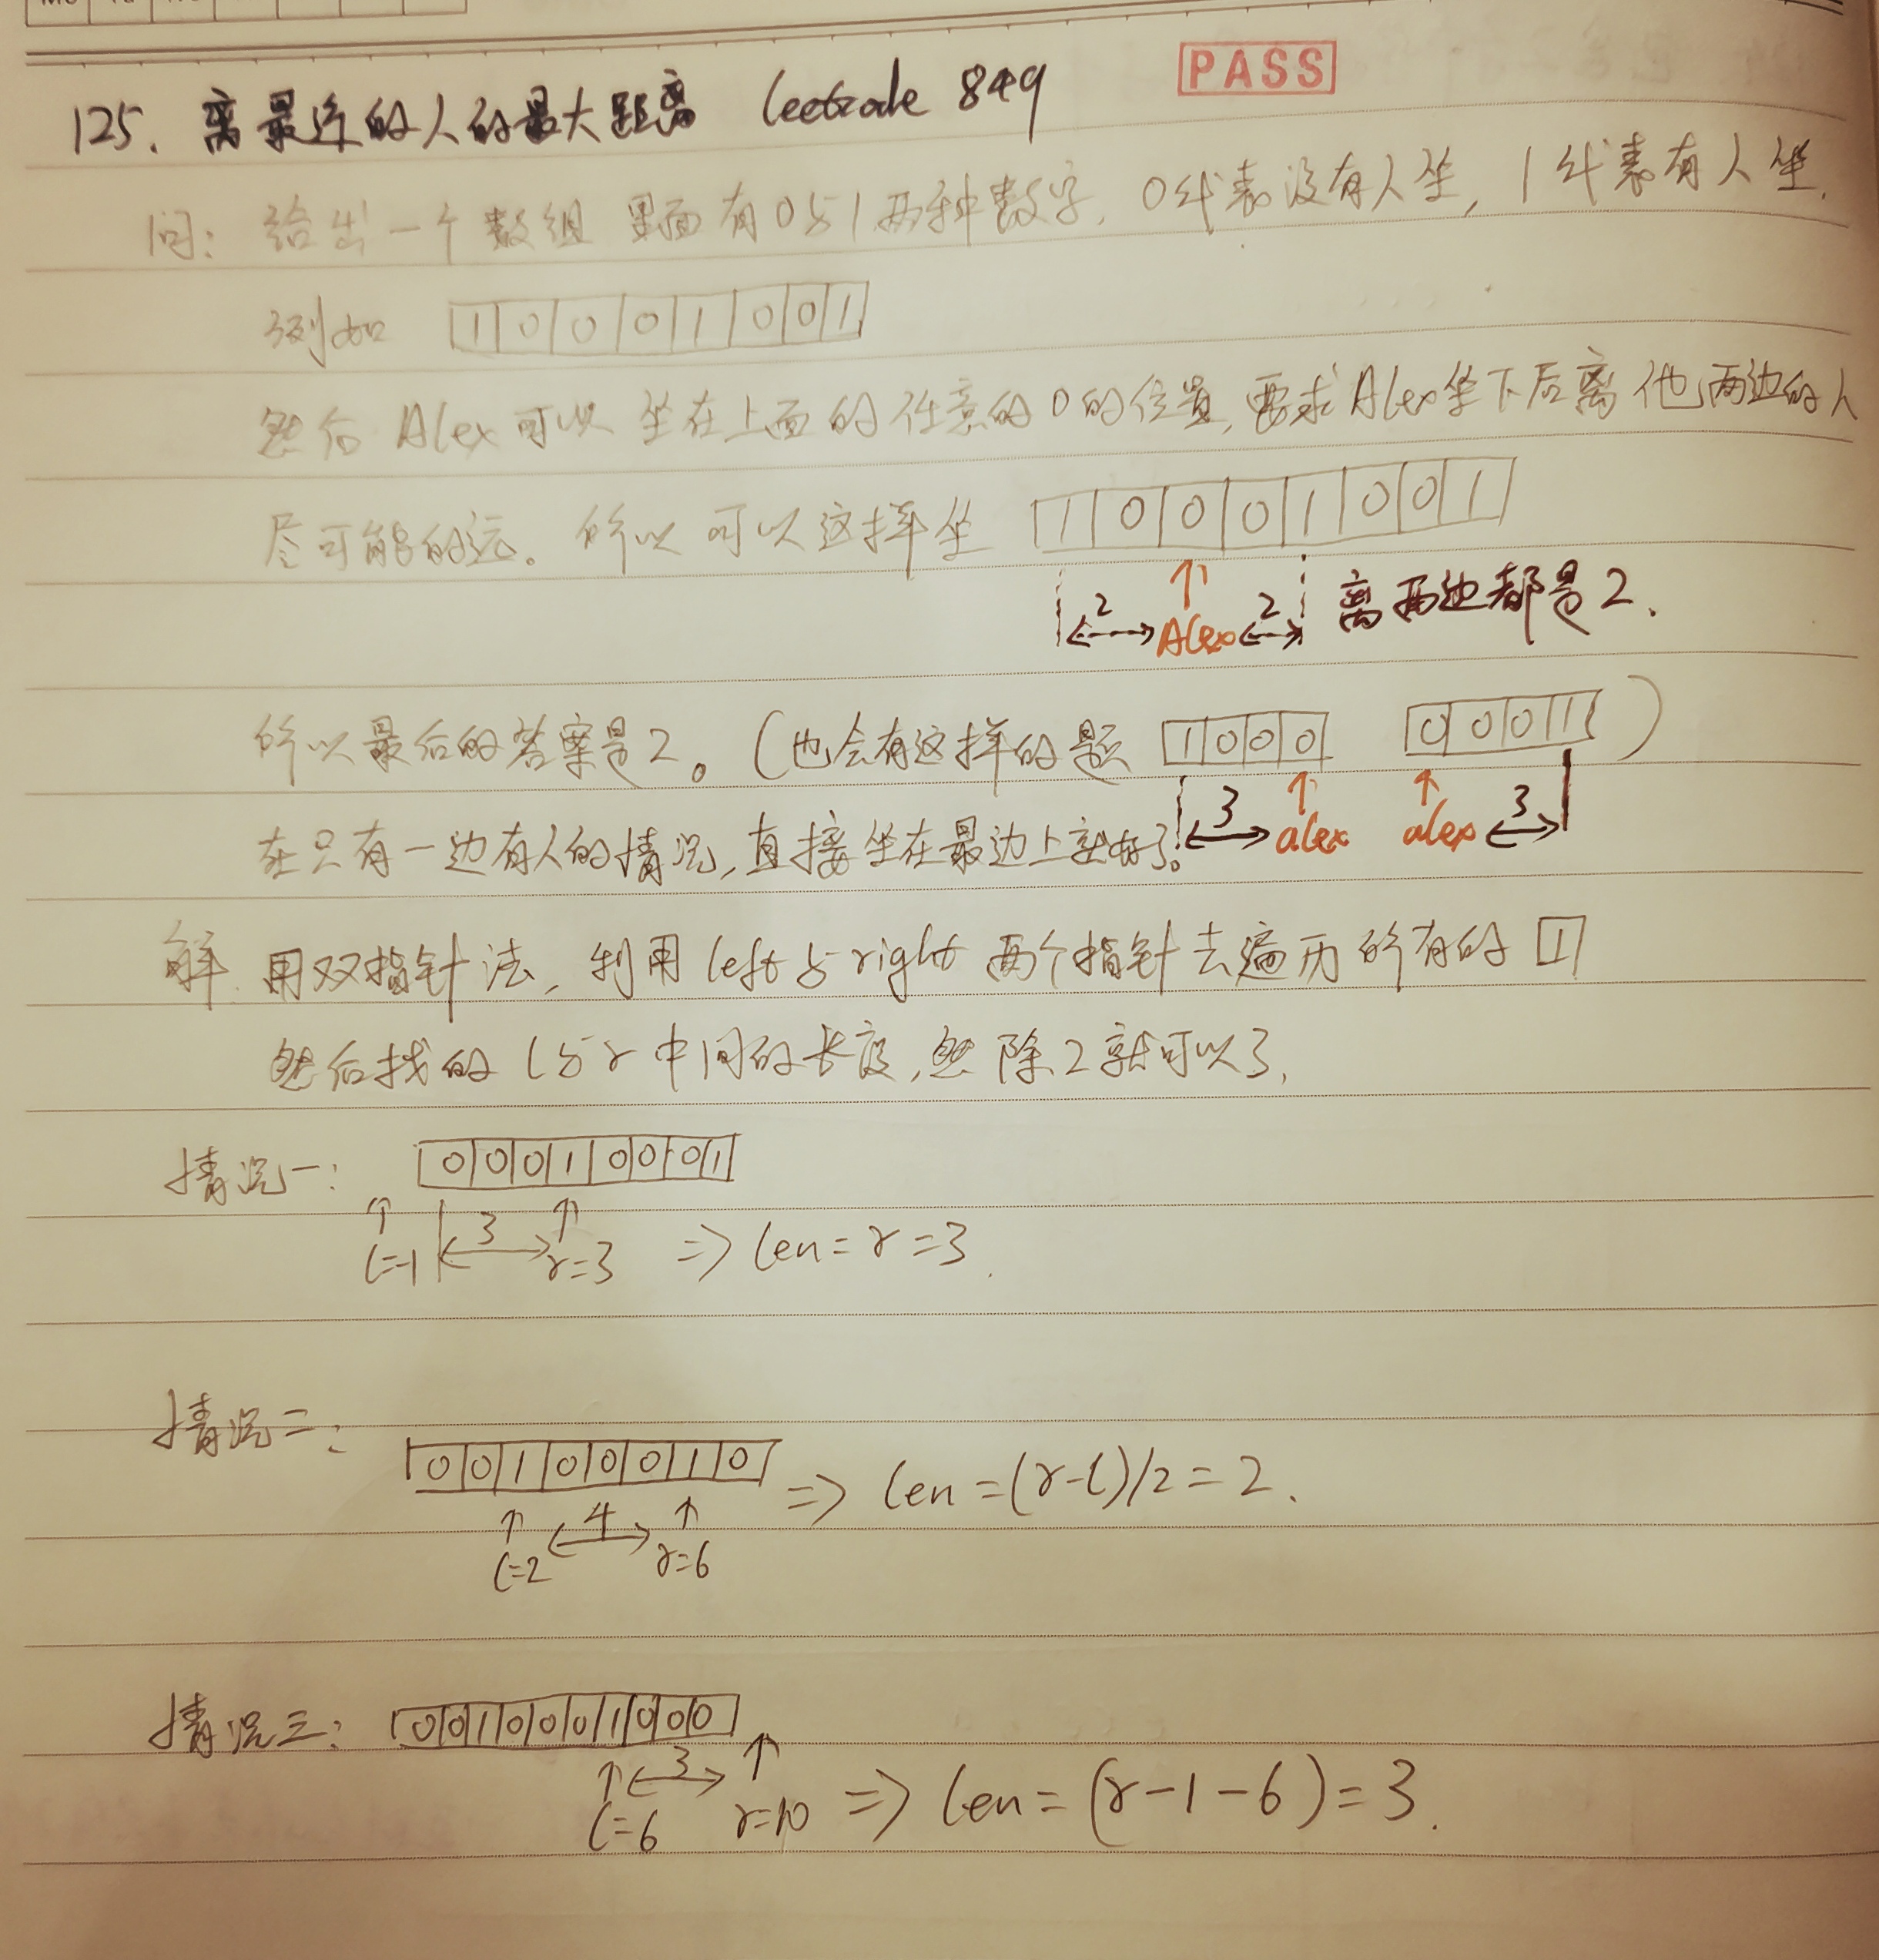 125. 离最近的人的最大距离 leetcode 849 PASS
问: 给出一个数组 里面有0与1两种数字, 0代表没有人坐, 1代表有人坐.
例如 1 0 0 0 1 0 0 1
然后 Alex 可以坐在上面的任意的0的位置, 要求Alex坐下后离他两边的人
尽可能的远。所以可以这样坐 1 0 0 0 1 0 0 1
2 Alex 2 离两边都是2.
所以最后的答案是2。(也会有这样的题 1 0 0 0 0 0 0 1 )
在只有一边有人的情况, 直接坐在最边上就好了。 3 alex alex 3
解 用双指针法, 利用 left 与 right 两个指针去遍历所有的 1
然后找的 l 与 r 中间的长度, 然 除2就可以了,
情况一: 0 0 0 1 0 0 0 1
l=-1 3 r=3 => len = r = 3.
情况二: 0 0 1 0 0 0 1 0 => len = (r-l)/2 = 2.
l=2 4 r=6
情况三: 0 0 1 0 0 0 1 0 0 0
l=6 3 r=10 => len = (r-1-6) = 3.